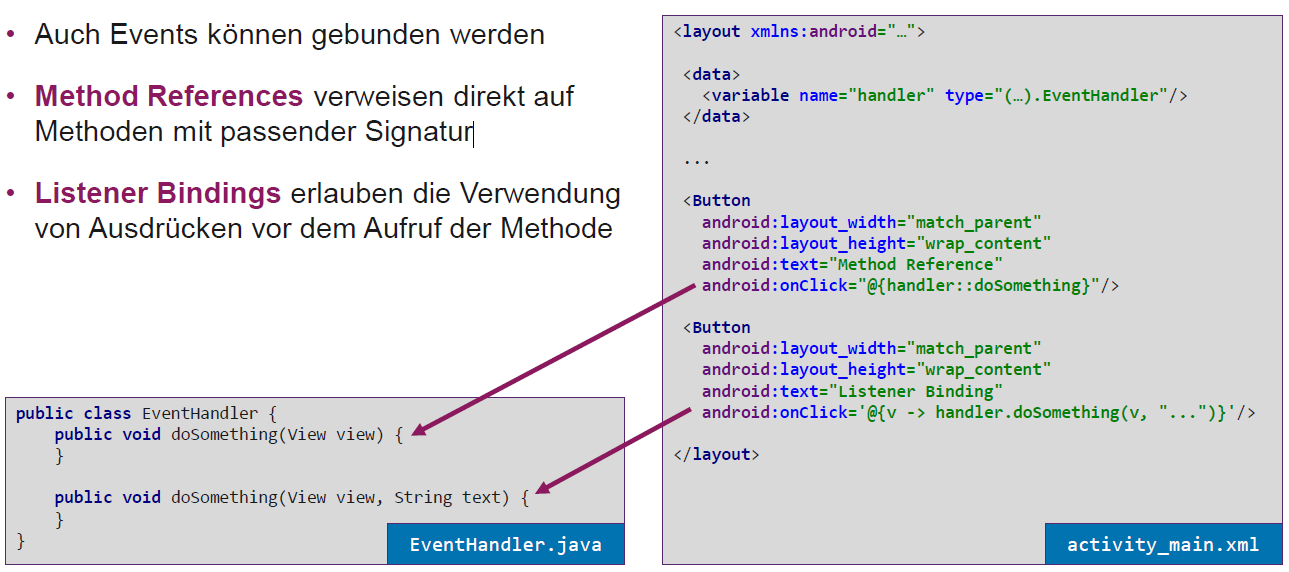 • Auch Events können gebunden werden
• Method References verweisen direkt auf
Methoden mit passender Signatur
• Listener Bindings erlauben die Verwendung
von Ausdrücken vor dem Aufruf der Methode
public class EventHandler {
    public void doSomething(View view) {
    }

    public void doSomething(View view, String text) {
    }
}
EventHandler.java
<layout xmlns:android="…">

 <data>
   <variable name="handler" type="(…).EventHandler"/>
 </data>

 ...

 <Button
   android:layout_width="match_parent"
   android:layout_height="wrap_content"
   android:text="Method Reference"
   android:onClick="@{handler::doSomething}"/>

 <Button
   android:layout_width="match_parent"
   android:layout_height="wrap_content"
   android:text="Listener Binding"
   android:onClick='@{v -> handler.doSomething(v, "...")}'/>

</layout>
activity_main.xml